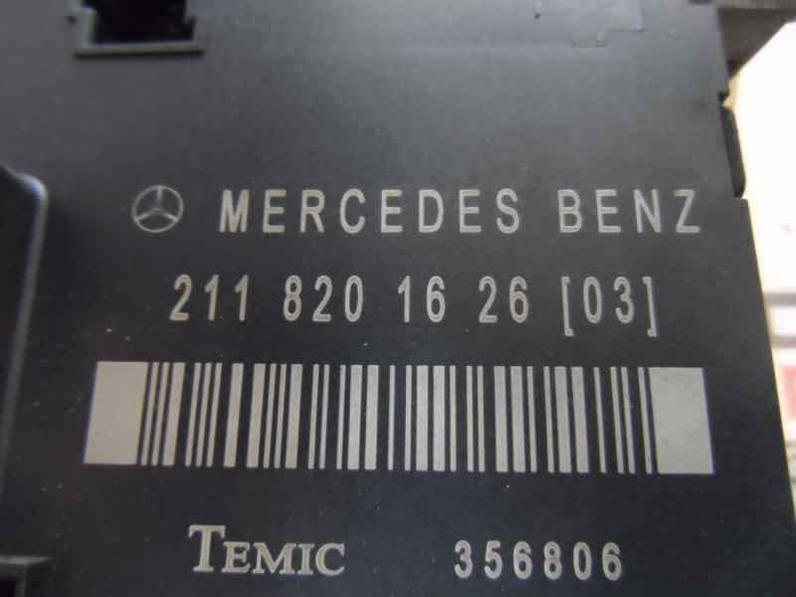 MERCEDES BENZ
211 820 16 26 [03]
TEMIC 356806